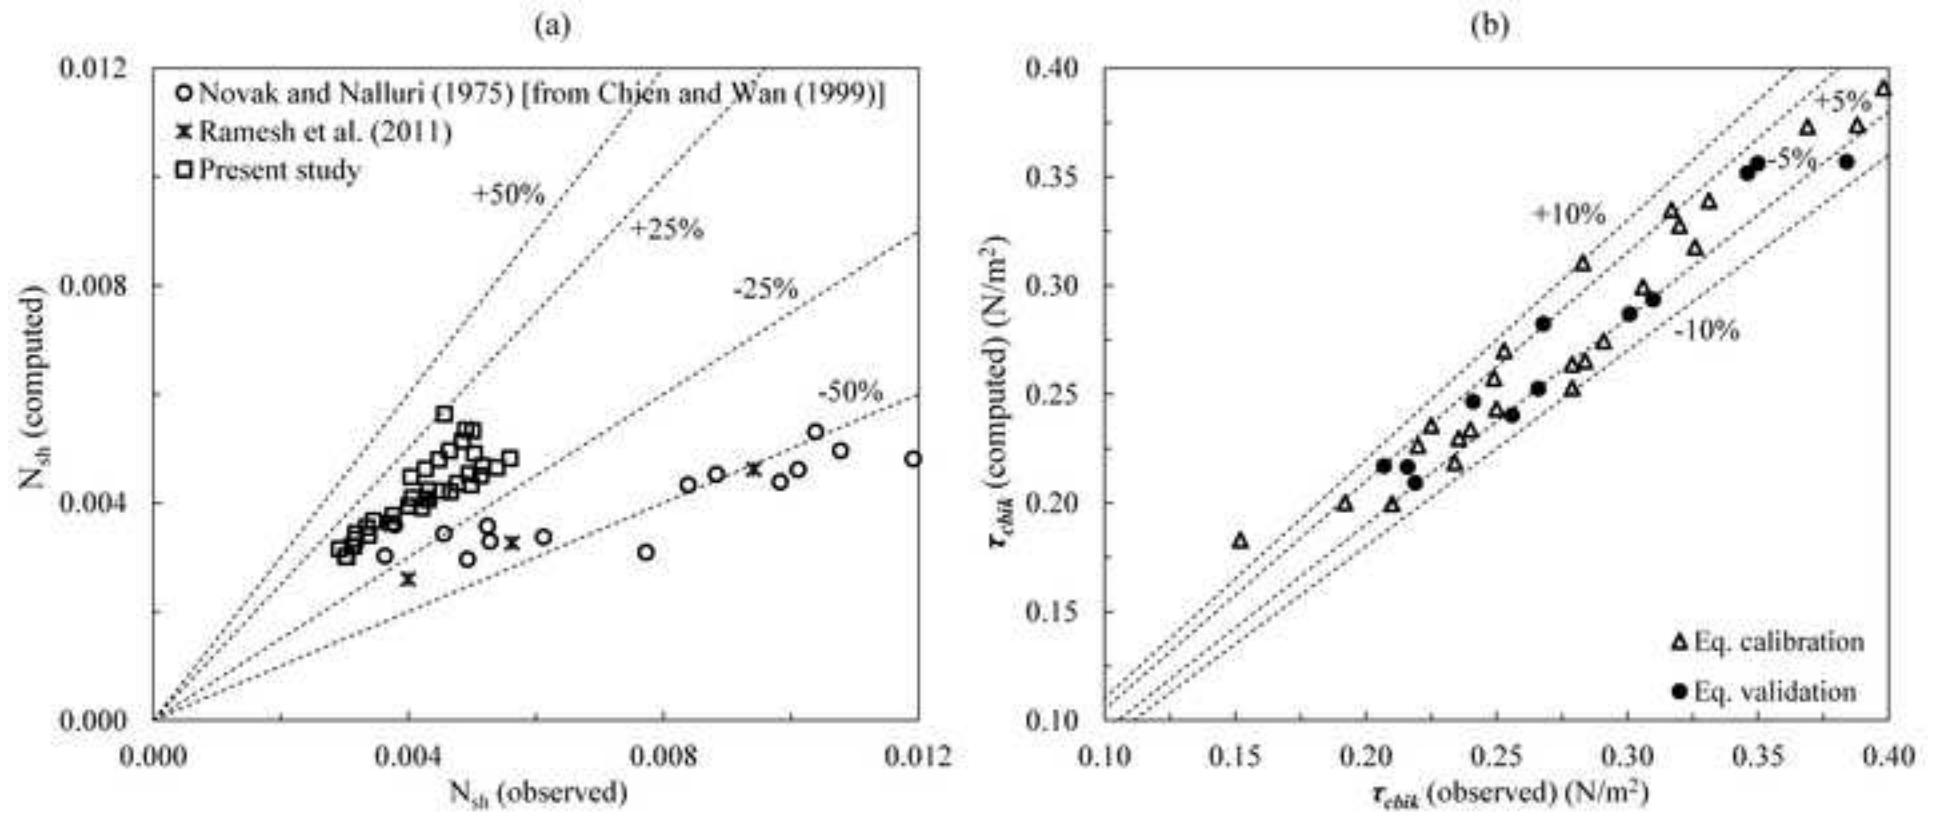 (a)
0.012
Novak and Nalluri (1975) [from Chien and Wan (1999)]
Ramesh et al. (2011)
Present study
+50%
+25%
-25%
-50%
0.008
0.004
0.000
N_sh (computed)
0.000 0.004 0.008 0.012
N_sh (observed)
(b)
0.40
+5%
-5%
+10%
-10%
0.35
0.30
0.25
0.20
0.15
0.10
τ_cbik (computed) (N/m²)
Eq. calibration
Eq. validation
0.10 0.15 0.20 0.25 0.30 0.35 0.40
τ_cbik (observed) (N/m²)